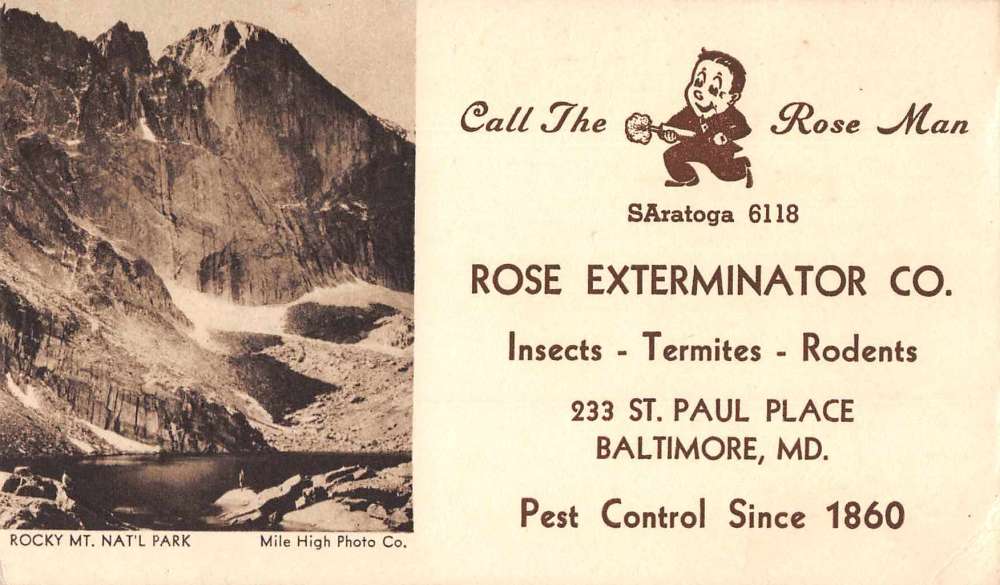 Call The Rose Man
SAratoga 6118
ROSE EXTERMINATOR CO.
Insects - Termites - Rodents
233 ST. PAUL PLACE
BALTIMORE, MD.
Pest Control Since 1860
ROCKY MT. NAT'L PARK
Mile High Photo Co.